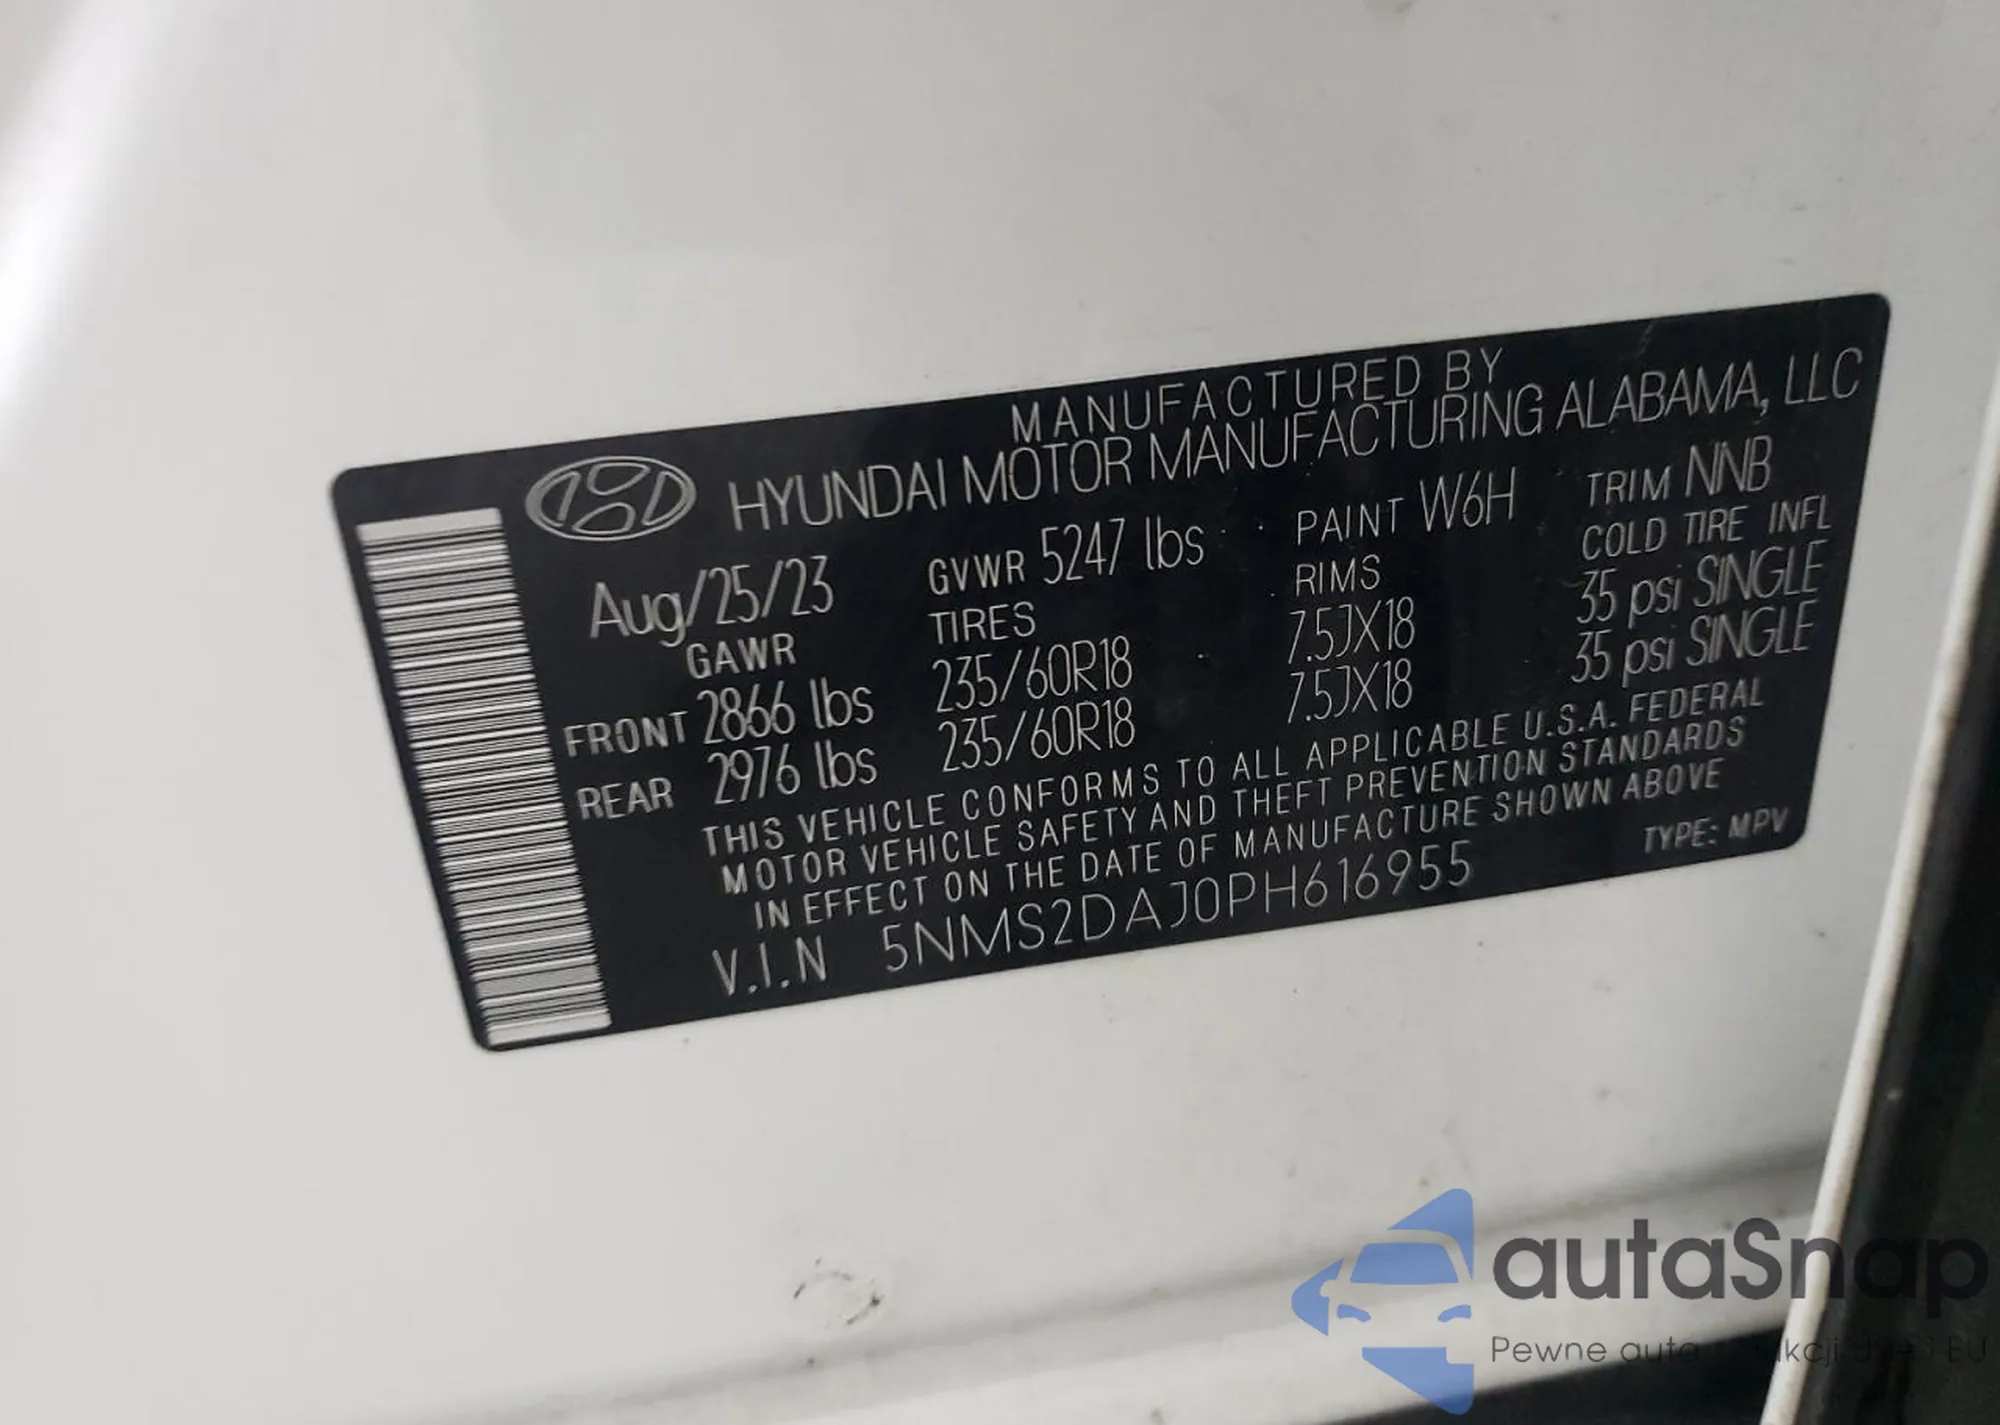 MANUFACTURED BY
HYUNDAI MOTOR MANUFACTURING ALABAMA, LLC
Aug/25/23 GVWR 5247 lbs PAINT W6H TRIM NNB
GAWR TIRES RIMS COLD TIRE INFL
FRONT 2866 lbs 235/60R18 7.5JX18 35 psi SINGLE
REAR 2976 lbs 235/60R18 7.5JX18 35 psi SINGLE
THIS VEHICLE CONFORMS TO ALL APPLICABLE U.S.A. FEDERAL
MOTOR VEHICLE SAFETY AND THEFT PREVENTION STANDARDS
IN EFFECT ON THE DATE OF MANUFACTURE SHOWN ABOVE
V.I.N 5NMS2DAJ0PH616955 TYPE: MPV
autaSnap
Pewne auta i EU